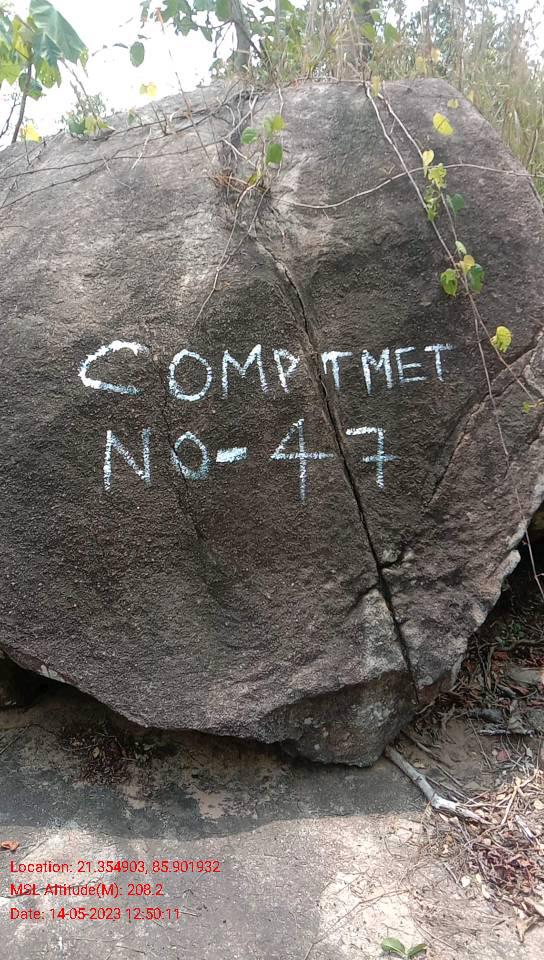 COMPTMET
NO-47
Location: 21.354903, 85.901932
MSL Altitude(M): 208.2
Date: 14-05-2023 12:50:11